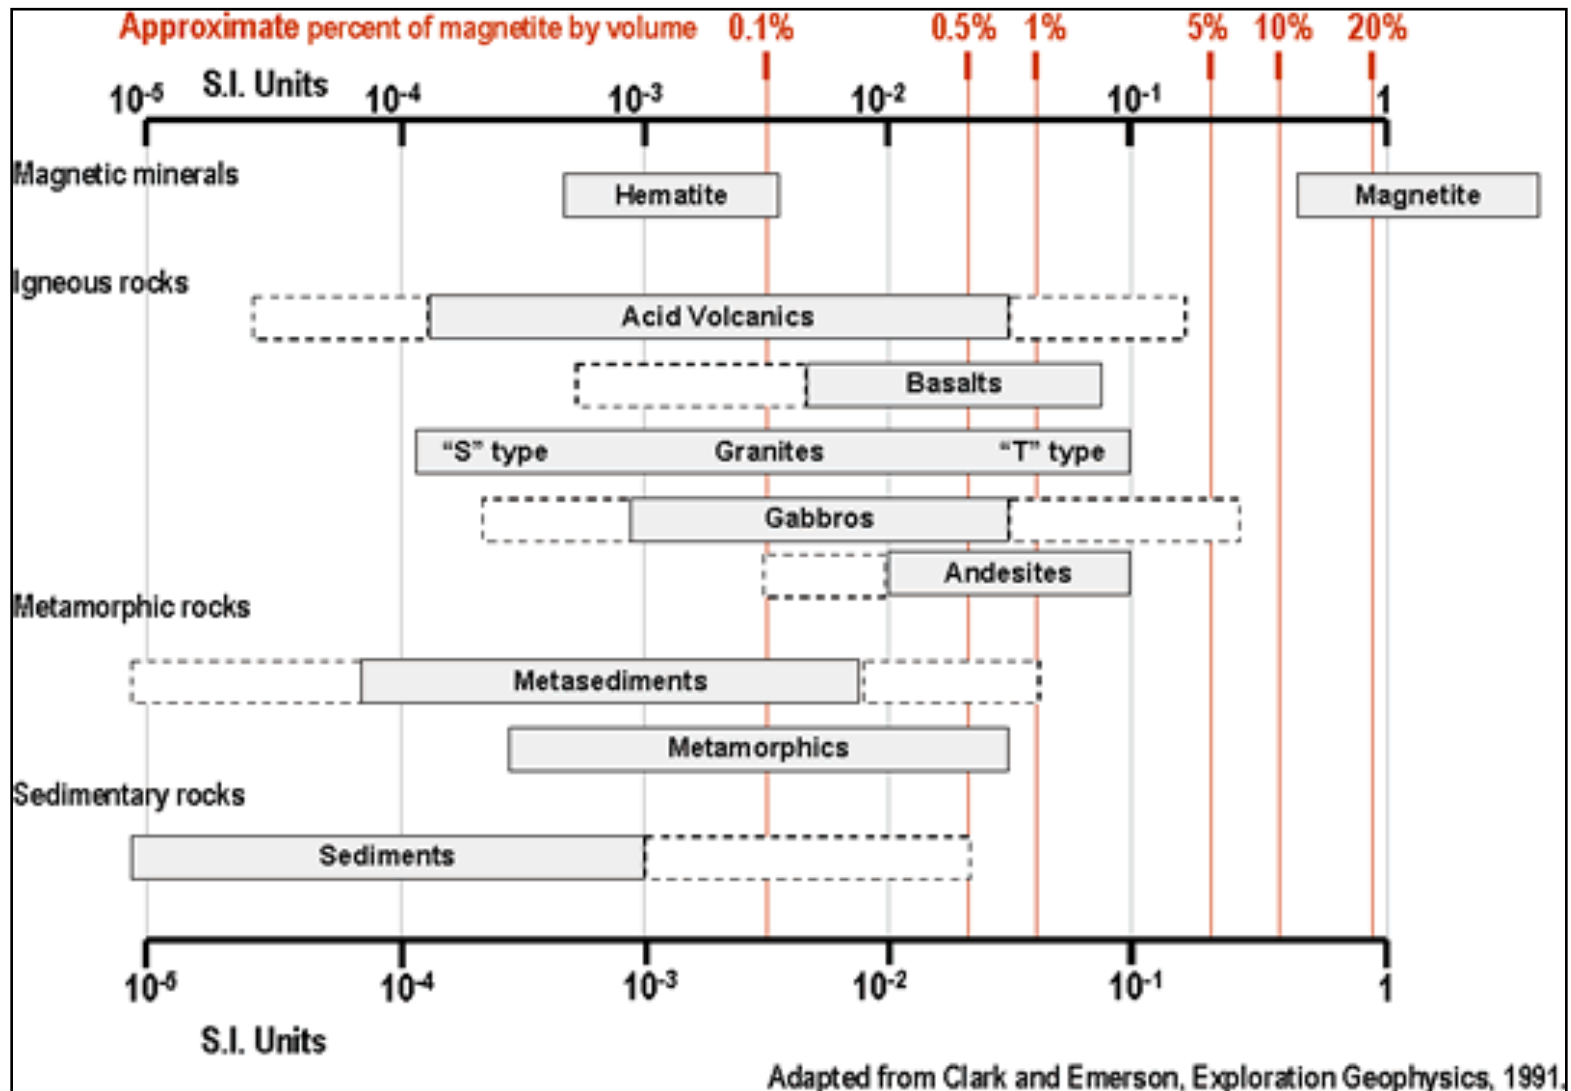 Approximate percent of magnetite by volume 0.1% 0.5% 1% 5% 10% 20%
S.I. Units
10⁻⁵ 10⁻⁴ 10⁻³ 10⁻² 10⁻¹ 1
Magnetic minerals
Hematite Magnetite
Igneous rocks
Acid Volcanics
Basalts
“S” type Granites “T” type
Gabbros
Andesites
Metamorphic rocks
Metasediments
Metamorphics
Sedimentary rocks
Sediments
10⁻⁵ 10⁻⁴ 10⁻³ 10⁻² 10⁻¹ 1
S.I. Units
Adapted from Clark and Emerson, Exploration Geophysics, 1991.